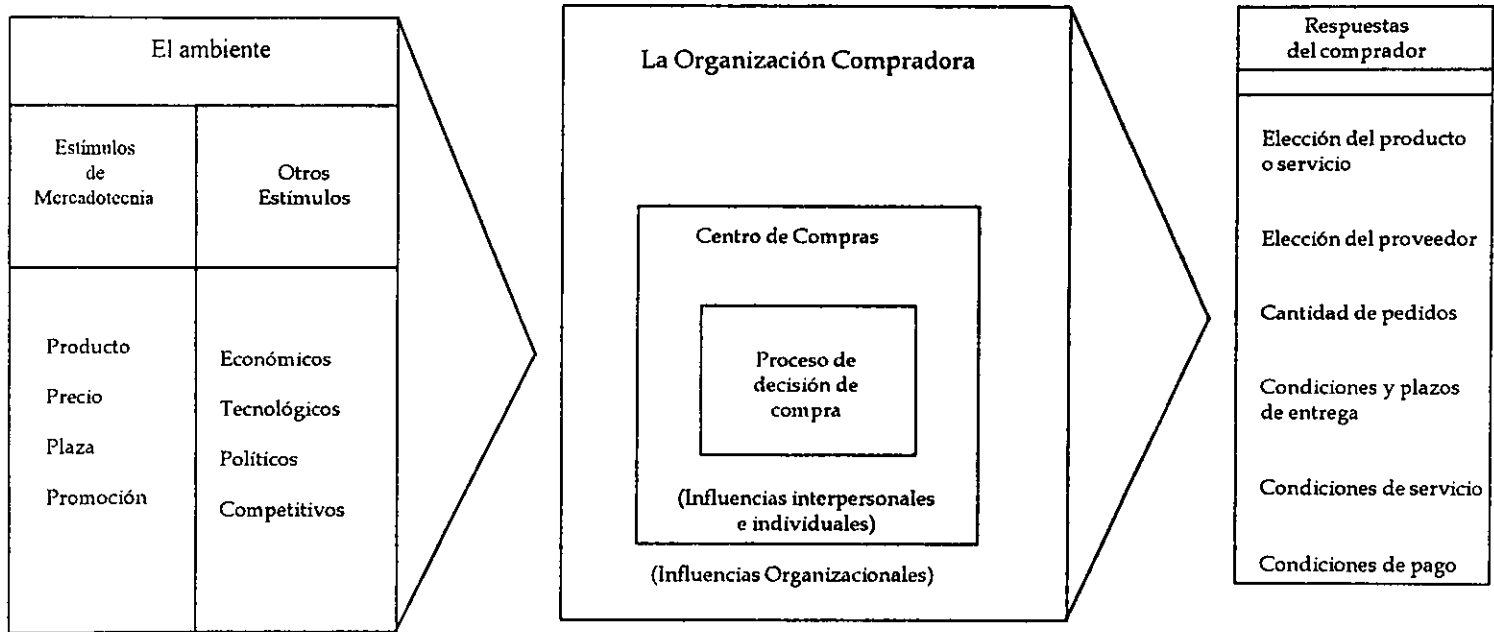 El ambiente
Estímulos
de
Mercadotecnia
Otros
Estímulos
Producto
Precio
Plaza
Promoción
Económicos
Tecnológicos
Políticos
Competitivos
La Organización Compradora
Centro de Compras
Proceso de
decisión de
compra
(Influencias interpersonales
e individuales)
(Influencias Organizacionales)
Respuestas
del comprador
Elección del producto
o servicio
Elección del proveedor
Cantidad de pedidos
Condiciones y plazos
de entrega
Condiciones de servicio
Condiciones de pago